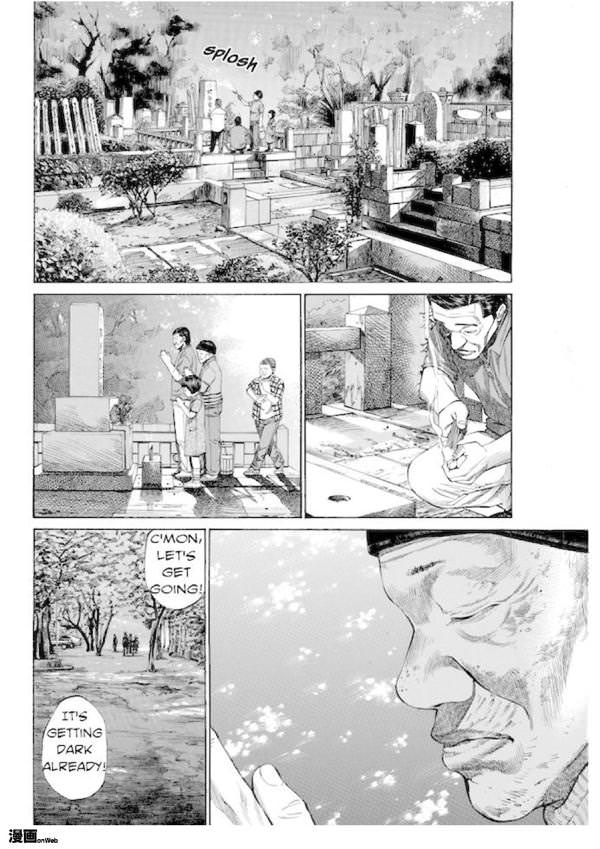 splosh
C'MON,
LET'S
GET
GOING!
IT'S
GETTING
DARK
ALREADY!
漫画onWeb